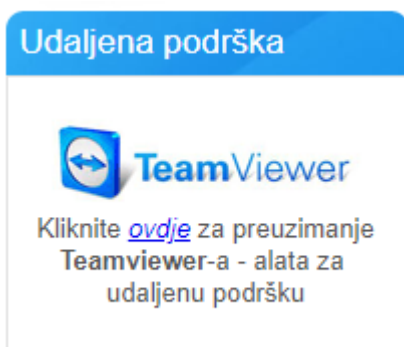 Udaljena podrška
TeamViewer
Kliknite ovdje za preuzimanje
Teamviewer-a - alata za
udaljenu podršku